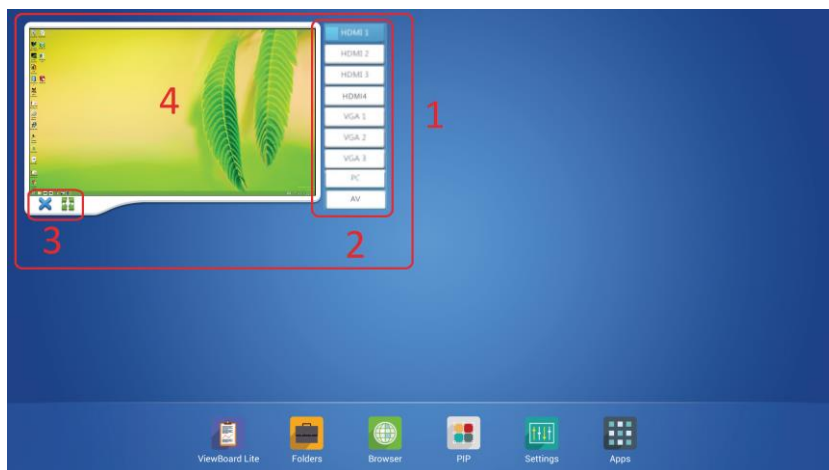 HDMI 1
HDMI 2
HDMI 3
HDMI4
VGA 1
VGA 2
VGA 3
PC
AV
1
2
3
4
ViewBoard Lite
Folders
Browser
PIP
Settings
Apps